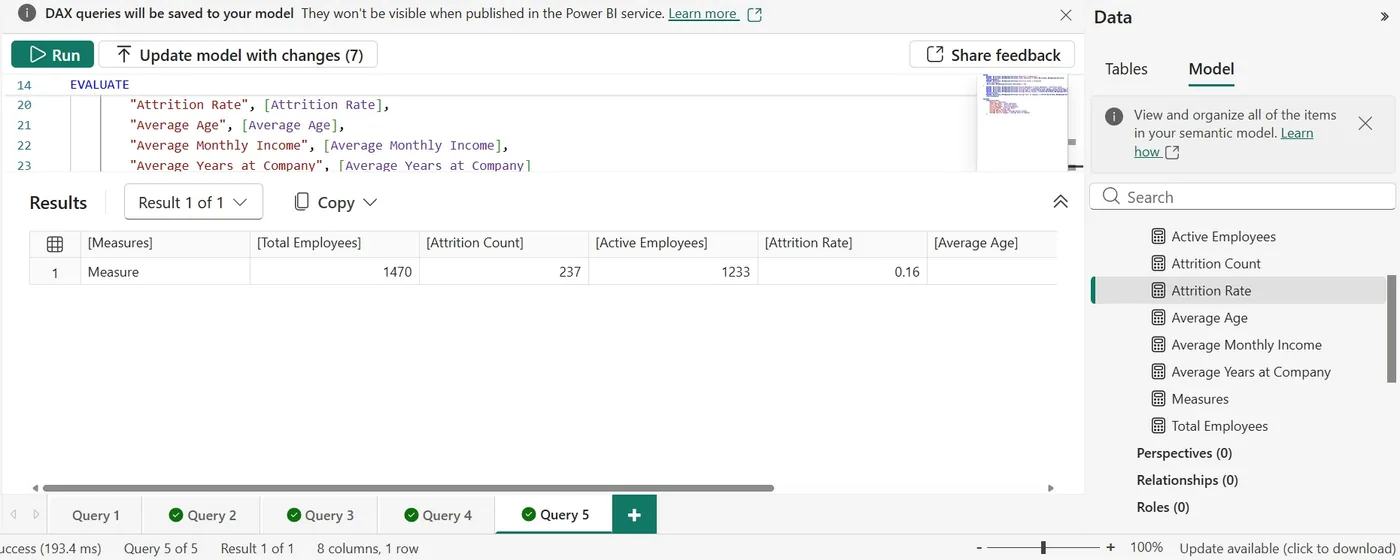 DAX queries will be saved to your model They won't be visible when published in the Power BI service. Learn more
Run
Update model with changes (7)
Share feedback
14 EVALUATE
20 "Attrition Rate", [Attrition Rate],
21 "Average Age", [Average Age],
22 "Average Monthly Income", [Average Monthly Income],
23 "Average Years at Company", [Average Years at Company]
Results
Result 1 of 1
Copy
[Measures] [Total Employees] [Attrition Count] [Active Employees] [Attrition Rate] [Average Age]
1 Measure 1470 237 1233 0.16
Query 1
Query 2
Query 3
Query 4
Query 5
uccess (193.4 ms) Query 5 of 5 Result 1 of 1 8 columns, 1 row
- + 100% Update available (click to download)
Data
Tables
Model
View and organize all of the items
in your semantic model. Learn
how
Search
Active Employees
Attrition Count
Attrition Rate
Average Age
Average Monthly Income
Average Years at Company
Measures
Total Employees
Perspectives (0)
Relationships (0)
Roles (0)